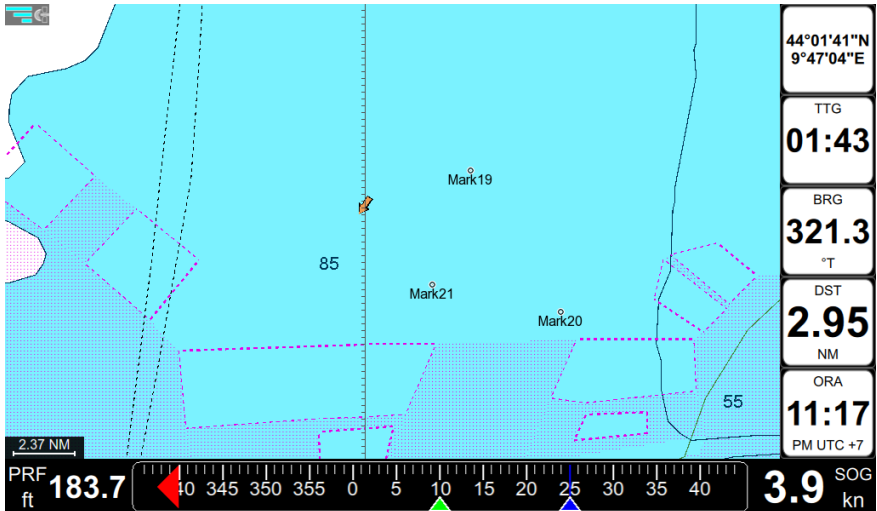 44°01'41"N
9°47'04"E
TTG
01:43
BRG
321.3
°T
DST
2.95
NM
ORA
11:17
PM UTC +7
Mark19
85
Mark21
Mark20
55
2.37 NM
PRF
ft
183.7
40 345 350 355 0 5 10 15 20 25 30 35 40
3.9
SOG
kn